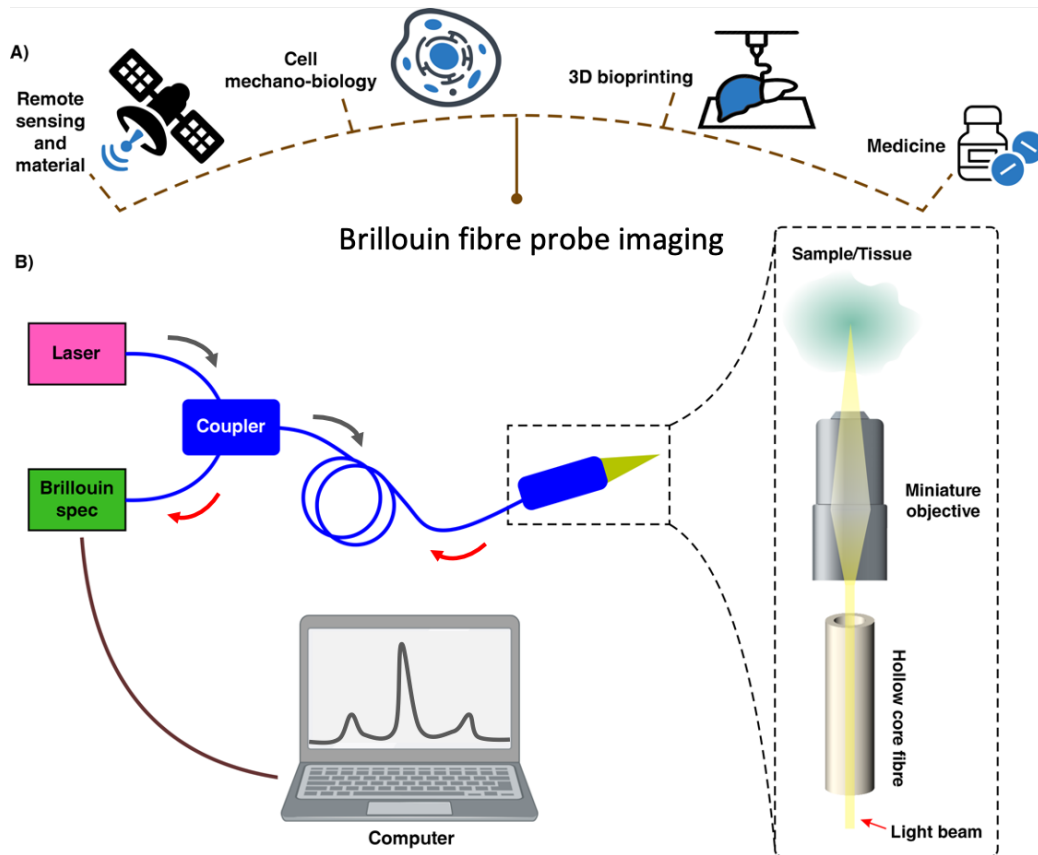 A)
Remote
sensing
and
material
Cell
mechano-biology
3D bioprinting
Medicine
Brillouin fibre probe imaging
B)
Laser
Coupler
Brillouin
spec
Computer
Sample/Tissue
Miniature
objective
Hollow core fibre
Light beam